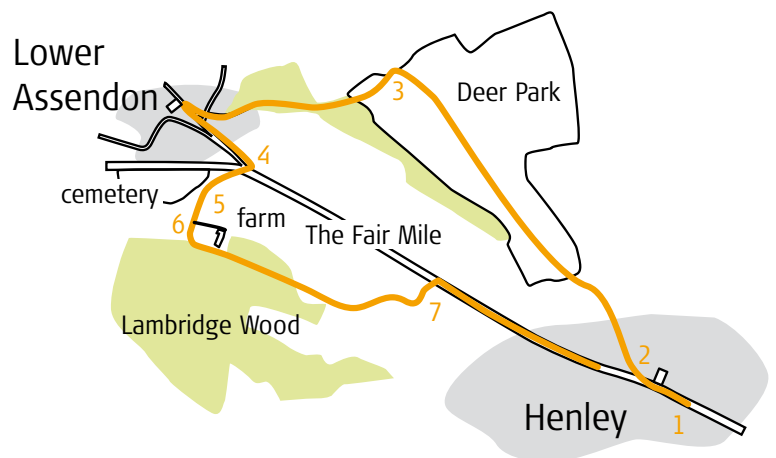 Lower
Assendon
3
Deer Park
4
cemetery
5
6
farm
The Fair Mile
7
Lambridge Wood
2
Henley
1